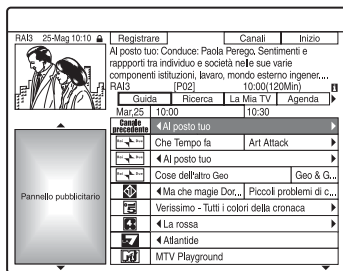 RAI3 25-Mag 10:10
Registrare Canali Inizio
Al posto tuo: Conduce: Paola Perego. Sentimenti e
rappporti tra individuo e società nelle sue varie
componenti istituzioni, lavaro, mondo esterno ingener....
RAI3 [P02] 10:00(120Min)
Guida Ricerca La Mia TV Agenda
Mar,25 10:00 10:30
Canale precedente Al posto tuo
Che Tempo fa Art Attack
Al posto tuo
Cose dell'altro Geo Geo & G...
Pannello pubblicitario
Ma che magie Dor,.. Piccoli problemi di c...
Verissimo - Tutti i colori della cronaca
La rossa
Atlantide
MTV Playground